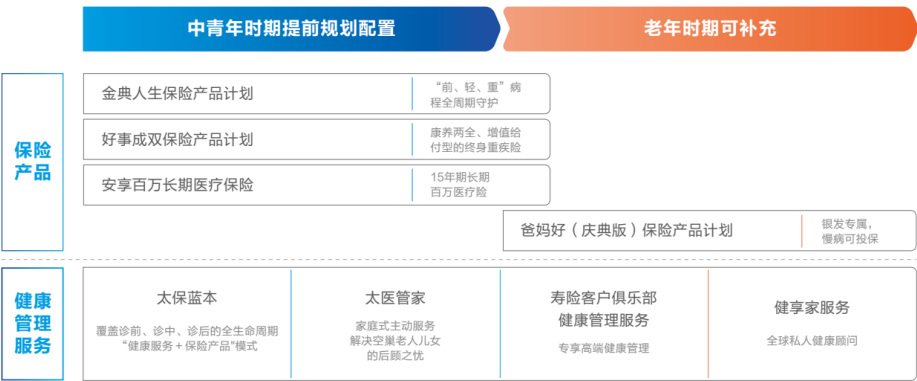 中青年时期提前规划配置
老年时期可补充
保险
产品
金典人生保险产品计划
“前、轻、重”病
程全周期守护
好事成双保险产品计划
康养两全、增值给
付型的终身重疾险
安享百万长期医疗保险
15年期长期
百万医疗险
爸妈好（庆典版）保险产品计划
银发专属，
慢病可投保
健康
管理
服务
太保蓝本
覆盖诊前、诊中、诊后的全生命周期
“健康服务＋保险产品"模式
太医管家
家庭式主动服务
解决空巢老人儿女
的后顾之忧
寿险客户俱乐部
健康管理服务
专享高端健康管理
健享家服务
全球私人健康顾问